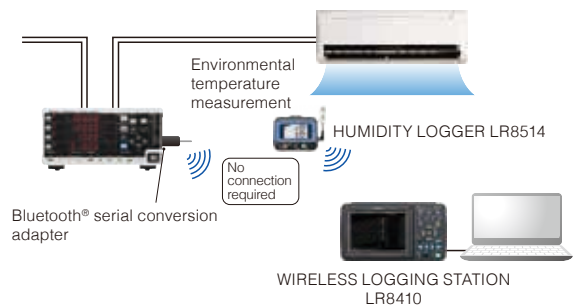 Environmental
temperature
measurement
HUMIDITY LOGGER LR8514
No
connection
required
Bluetooth® serial conversion
adapter
WIRELESS LOGGING STATION
LR8410